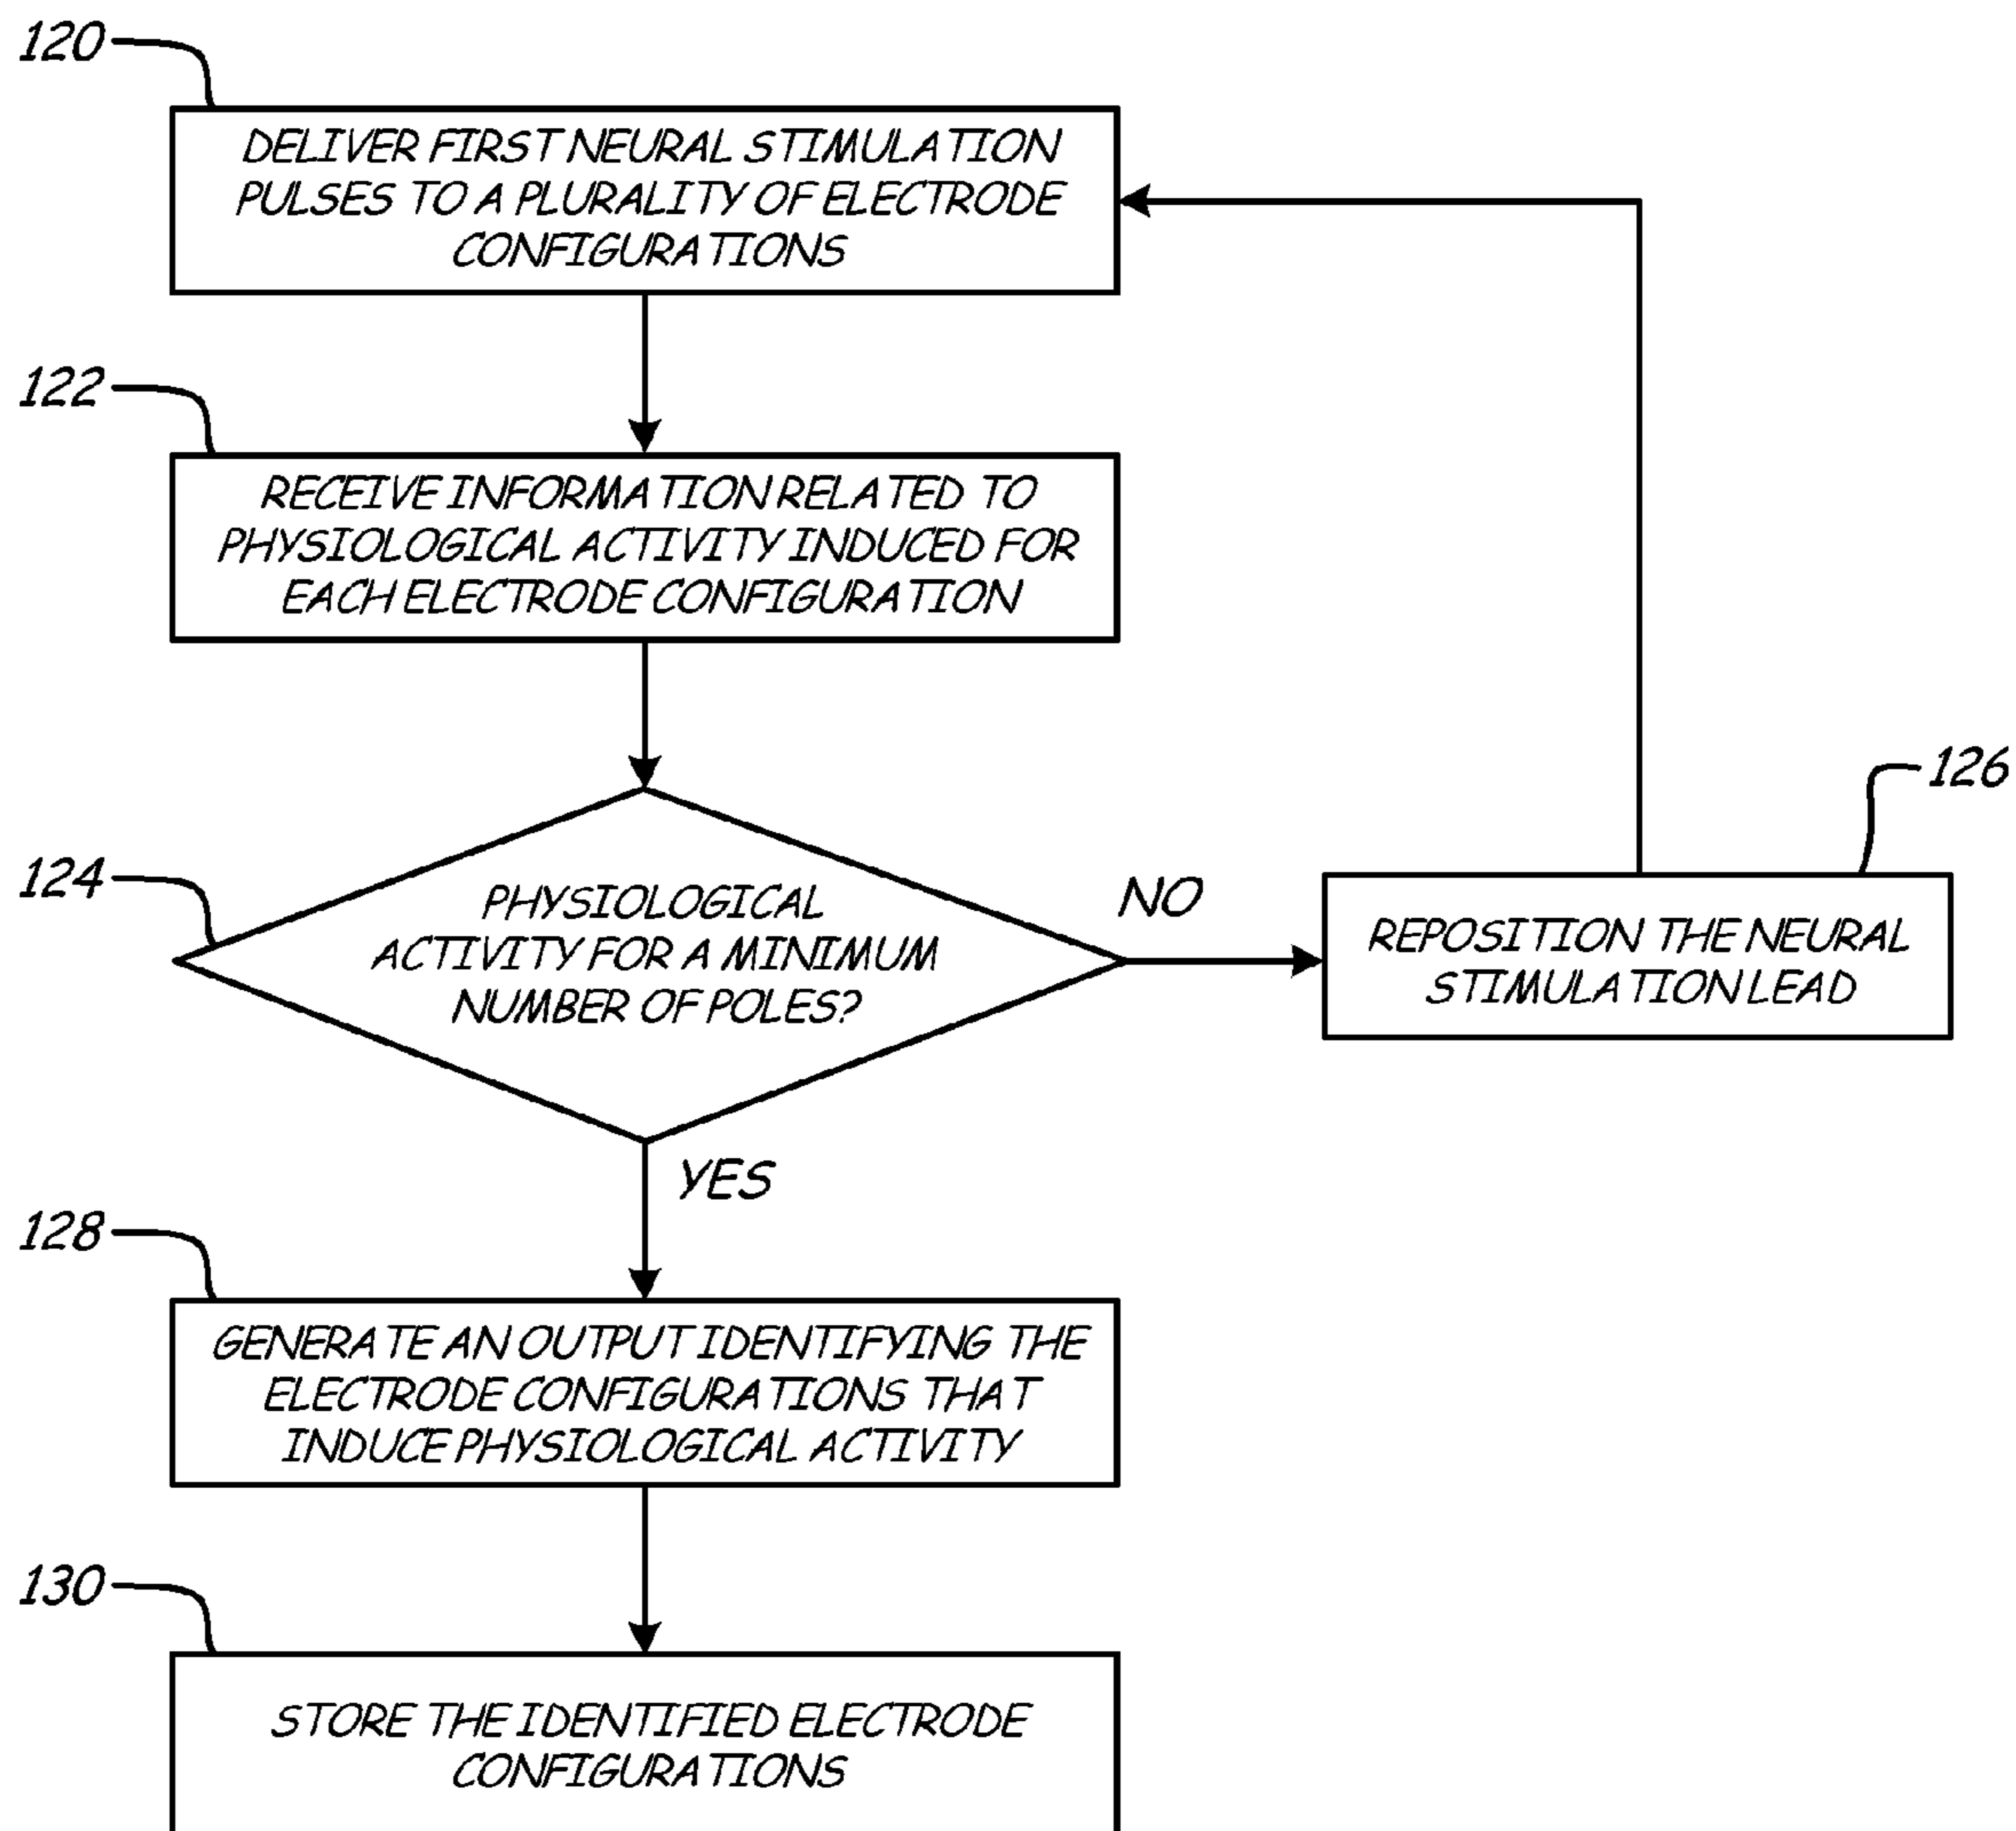 120
DELIVER FIRST NEURAL STIMULATION
PULSES TO A PLURALITY OF ELECTRODE
CONFIGURATIONS
122
RECEIVE INFORMATION RELATED TO
PHYSIOLOGICAL ACTIVITY INDUCED FOR
EACH ELECTRODE CONFIGURATION
124
PHYSIOLOGICAL
ACTIVITY FOR A MINIMUM
NUMBER OF POLES?
NO
126
REPOSITION THE NEURAL
STIMULATION LEAD
YES
128
GENERATE AN OUTPUT IDENTIFYING THE
ELECTRODE CONFIGURATIONS THAT
INDUCE PHYSIOLOGICAL ACTIVITY
130
STORE THE IDENTIFIED ELECTRODE
CONFIGURATIONS